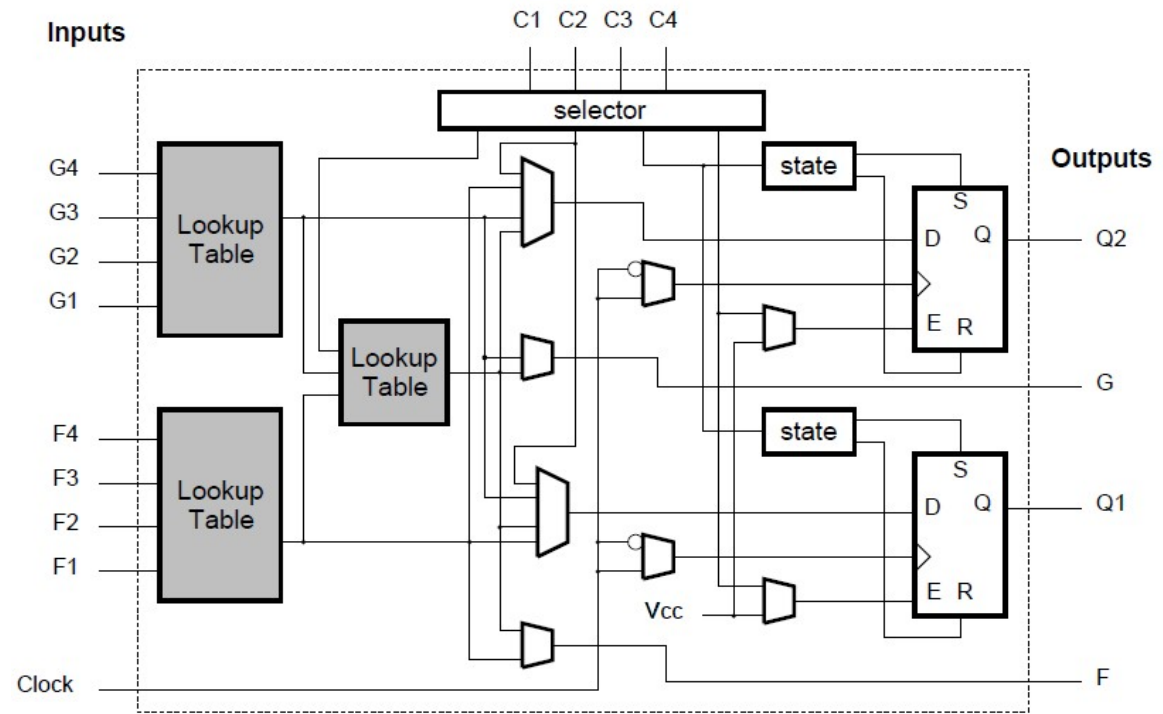 C1 C2 C3 C4
Inputs
selector
G4
G3
G2
G1
Lookup
Table
state
Outputs
S
D Q
Q2
E R
Lookup
Table
G
F4
F3
F2
F1
Lookup
Table
state
S
D Q
Q1
E R
Vcc
Clock
F